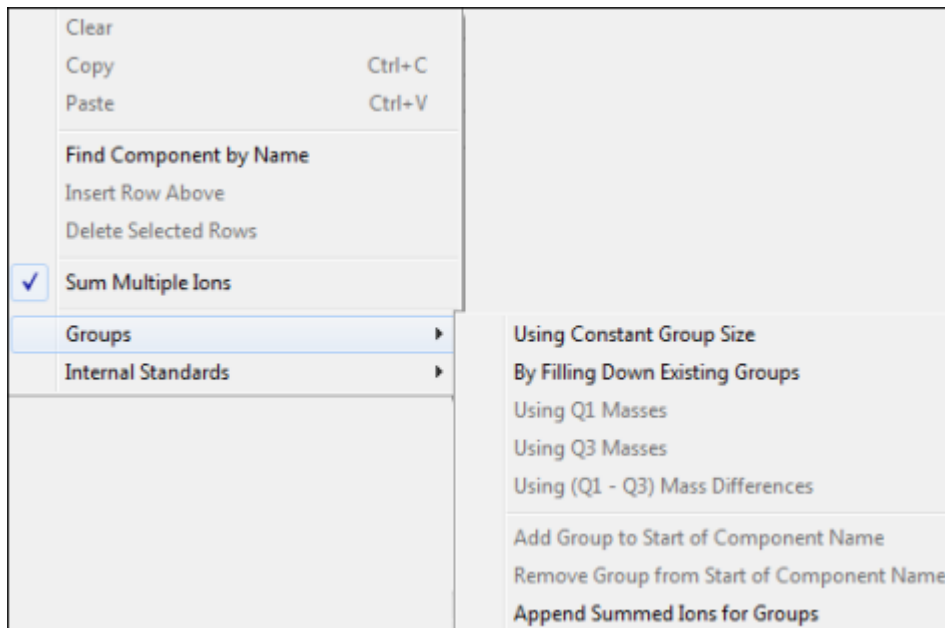 Clear
Copy Ctrl+C
Paste Ctrl+V
Find Component by Name
Insert Row Above
Delete Selected Rows
Sum Multiple Ions
Groups
Internal Standards
Using Constant Group Size
By Filling Down Existing Groups
Using Q1 Masses
Using Q3 Masses
Using (Q1 - Q3) Mass Differences
Add Group to Start of Component Name
Remove Group from Start of Component Name
Append Summed Ions for Groups